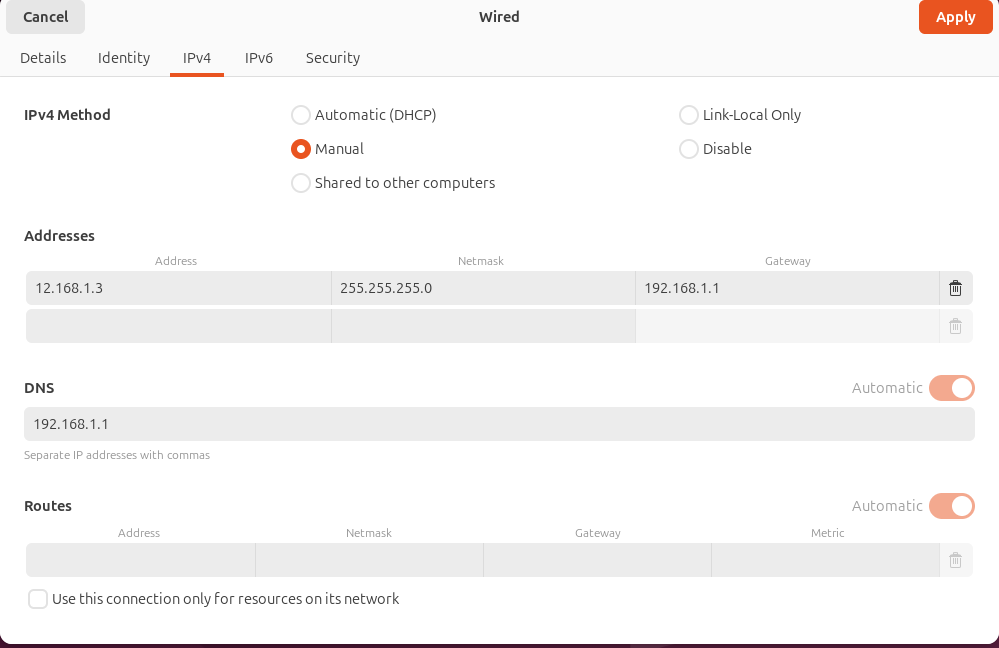 Cancel Wired Apply
Details Identity IPv4 IPv6 Security
IPv4 Method Automatic (DHCP) Link-Local Only
Manual Disable
Shared to other computers
Addresses
Address Netmask Gateway
12.168.1.3 255.255.255.0 192.168.1.1
DNS Automatic
192.168.1.1
Separate IP addresses with commas
Routes Automatic
Address Netmask Gateway Metric
Use this connection only for resources on its network